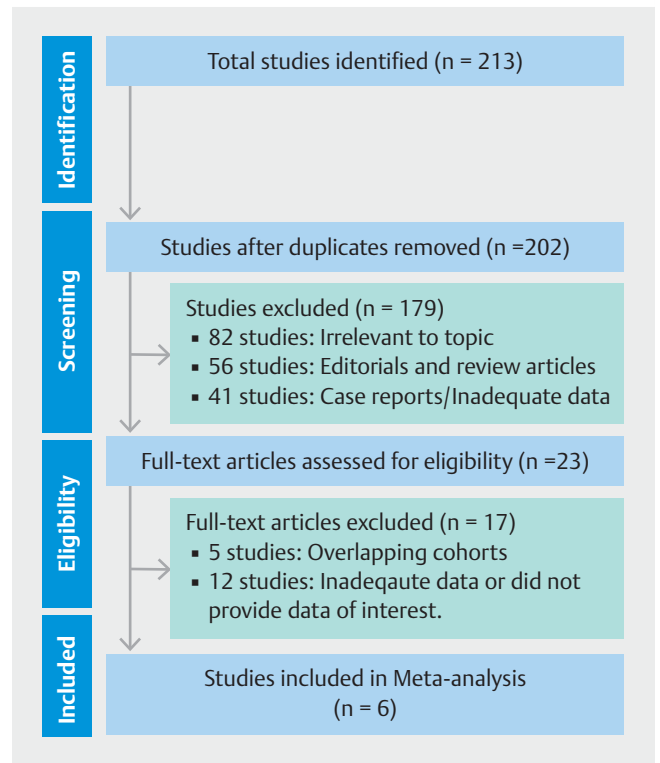 Identification
Total studies identified (n = 213)
Screening
Studies after duplicates removed (n =202)
Studies excluded (n = 179)
▪ 82 studies: Irrelevant to topic
▪ 56 studies: Editorials and review articles
▪ 41 studies: Case reports/Inadequate data
Eligibility
Full-text articles assessed for eligibility (n =23)
Full-text articles excluded (n = 17)
▪ 5 studies: Overlapping cohorts
▪ 12 studies: Inadeqaute data or did not
provide data of interest.
Included
Studies included in Meta-analysis
(n = 6)